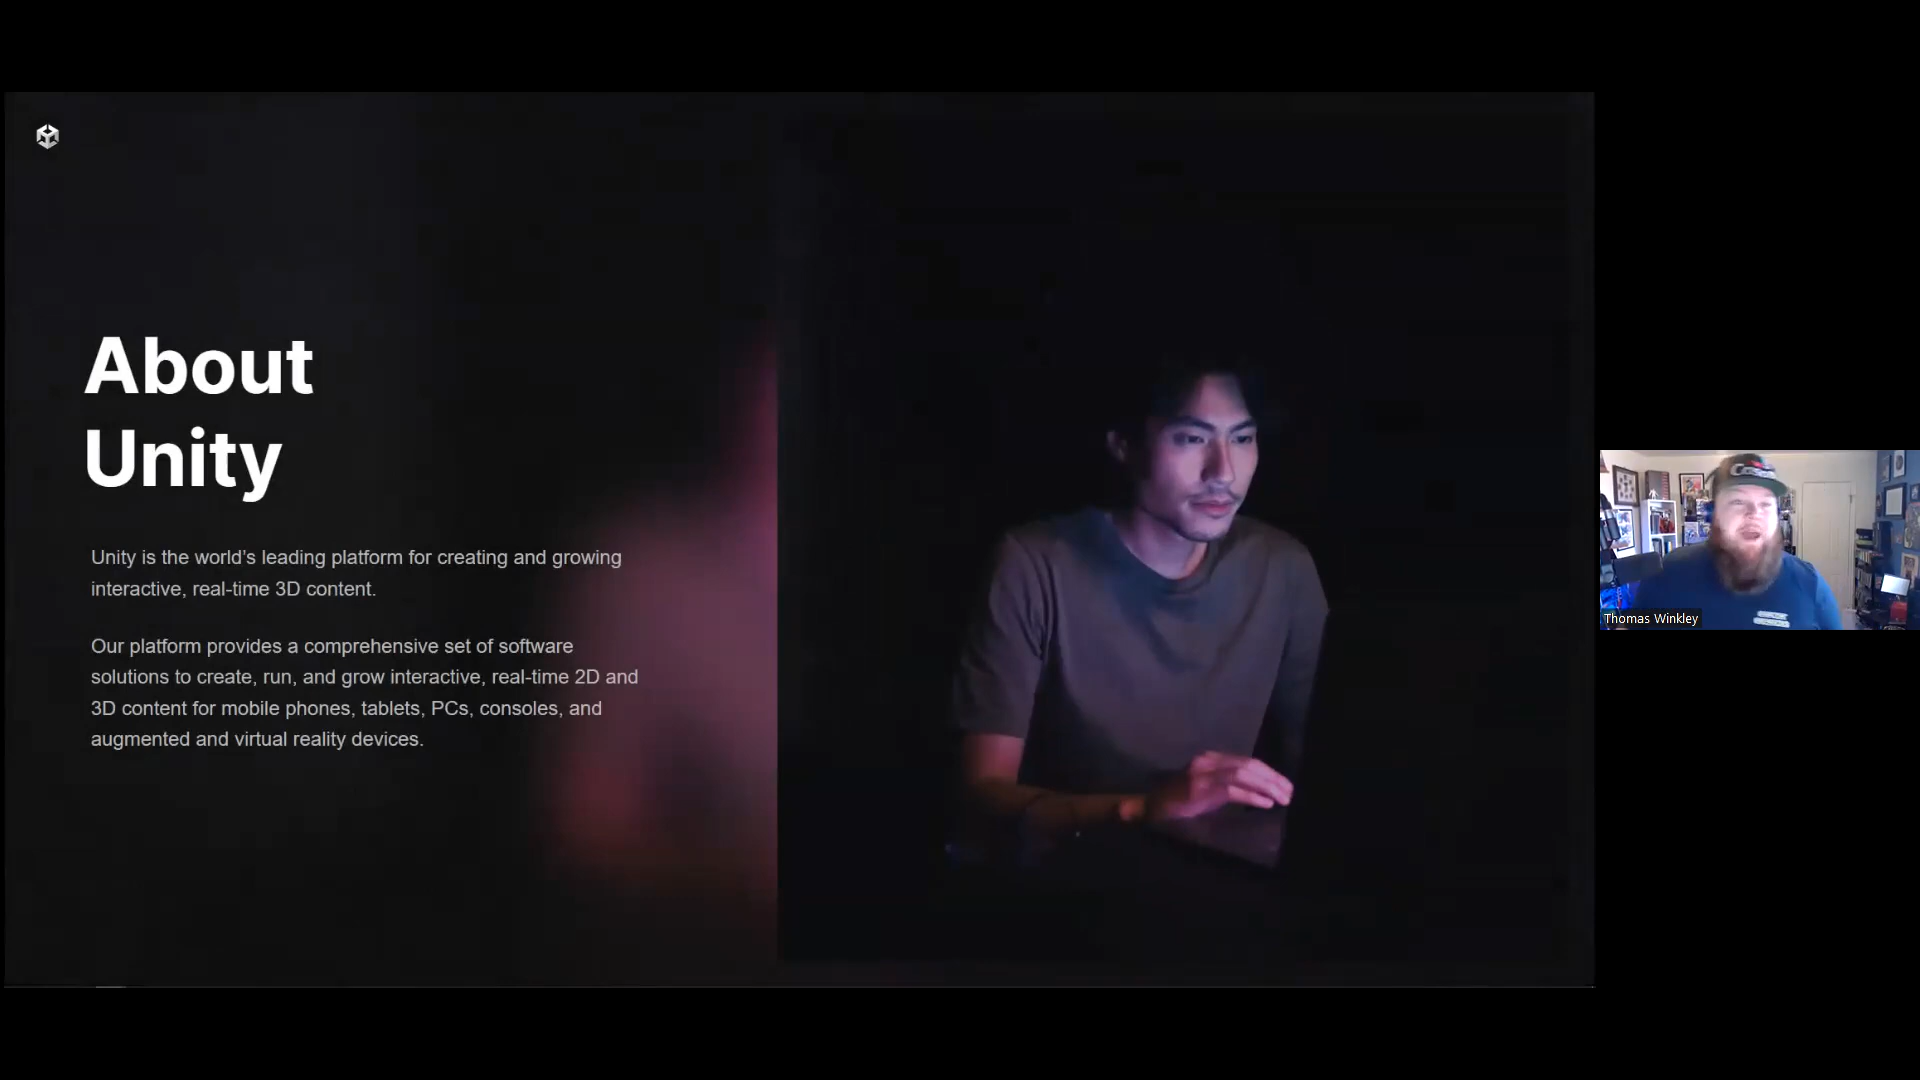 About
Unity
Unity is the world's leading platform for creating and growing
interactive, real-time 3D content.
Our platform provides a comprehensive set of software
solutions to create, run, and grow interactive, real-time 2D and
3D content for mobile phones, tablets, PCs, consoles, and
augmented and virtual reality devices.
Thomas Winkley